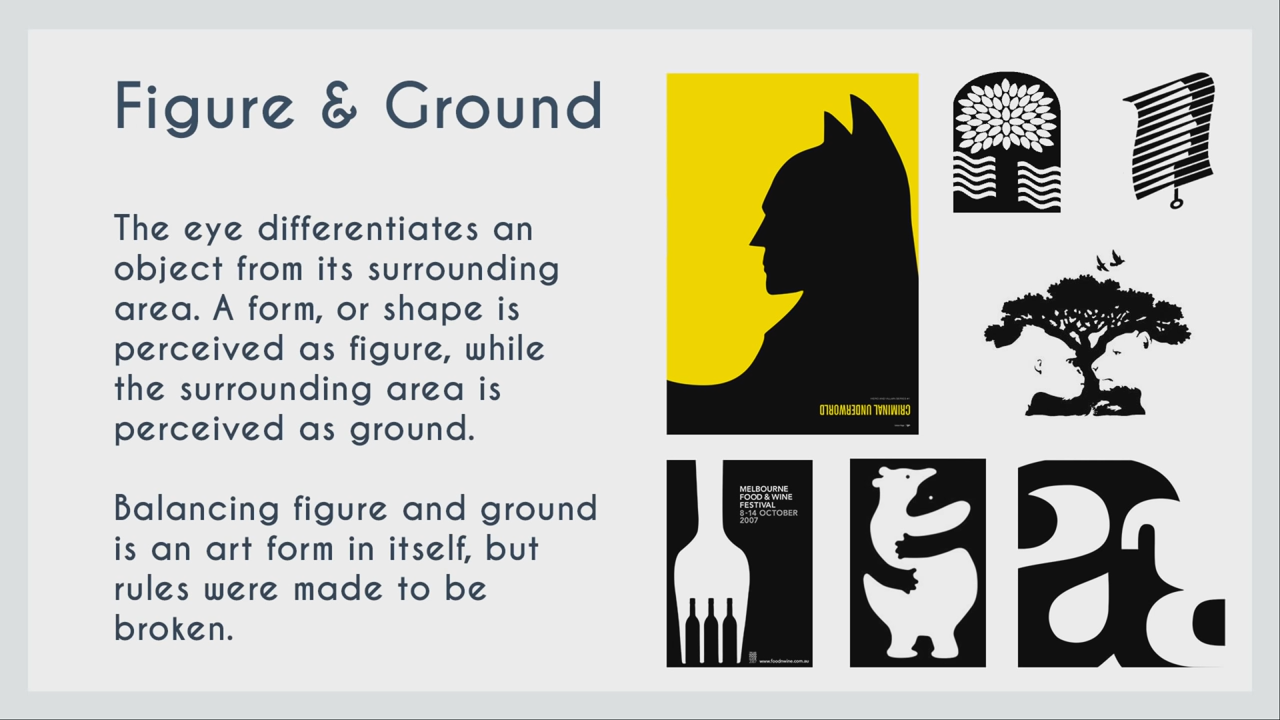 Figure & Ground
The eye differentiates an
object from its surrounding
area. A form, or shape is
perceived as figure, while
the surrounding area is
perceived as ground.
Balancing figure and ground
is an art form in itself, but
rules were made to be
broken.
CRIMINAL UNDERWORLD
MELBOURNE
FOOD & WINE
FESTIVAL
8-14 OCTOBER
2007
www.foodnwine.com.au
a